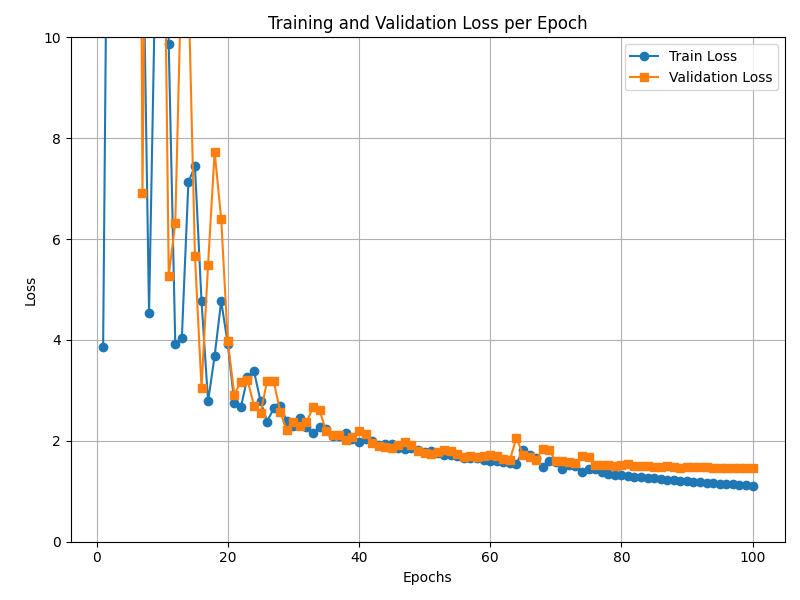 Training and Validation Loss per Epoch
Train Loss
Validation Loss
Loss
10
8
6
4
2
0
0 20 40 60 80 100
Epochs